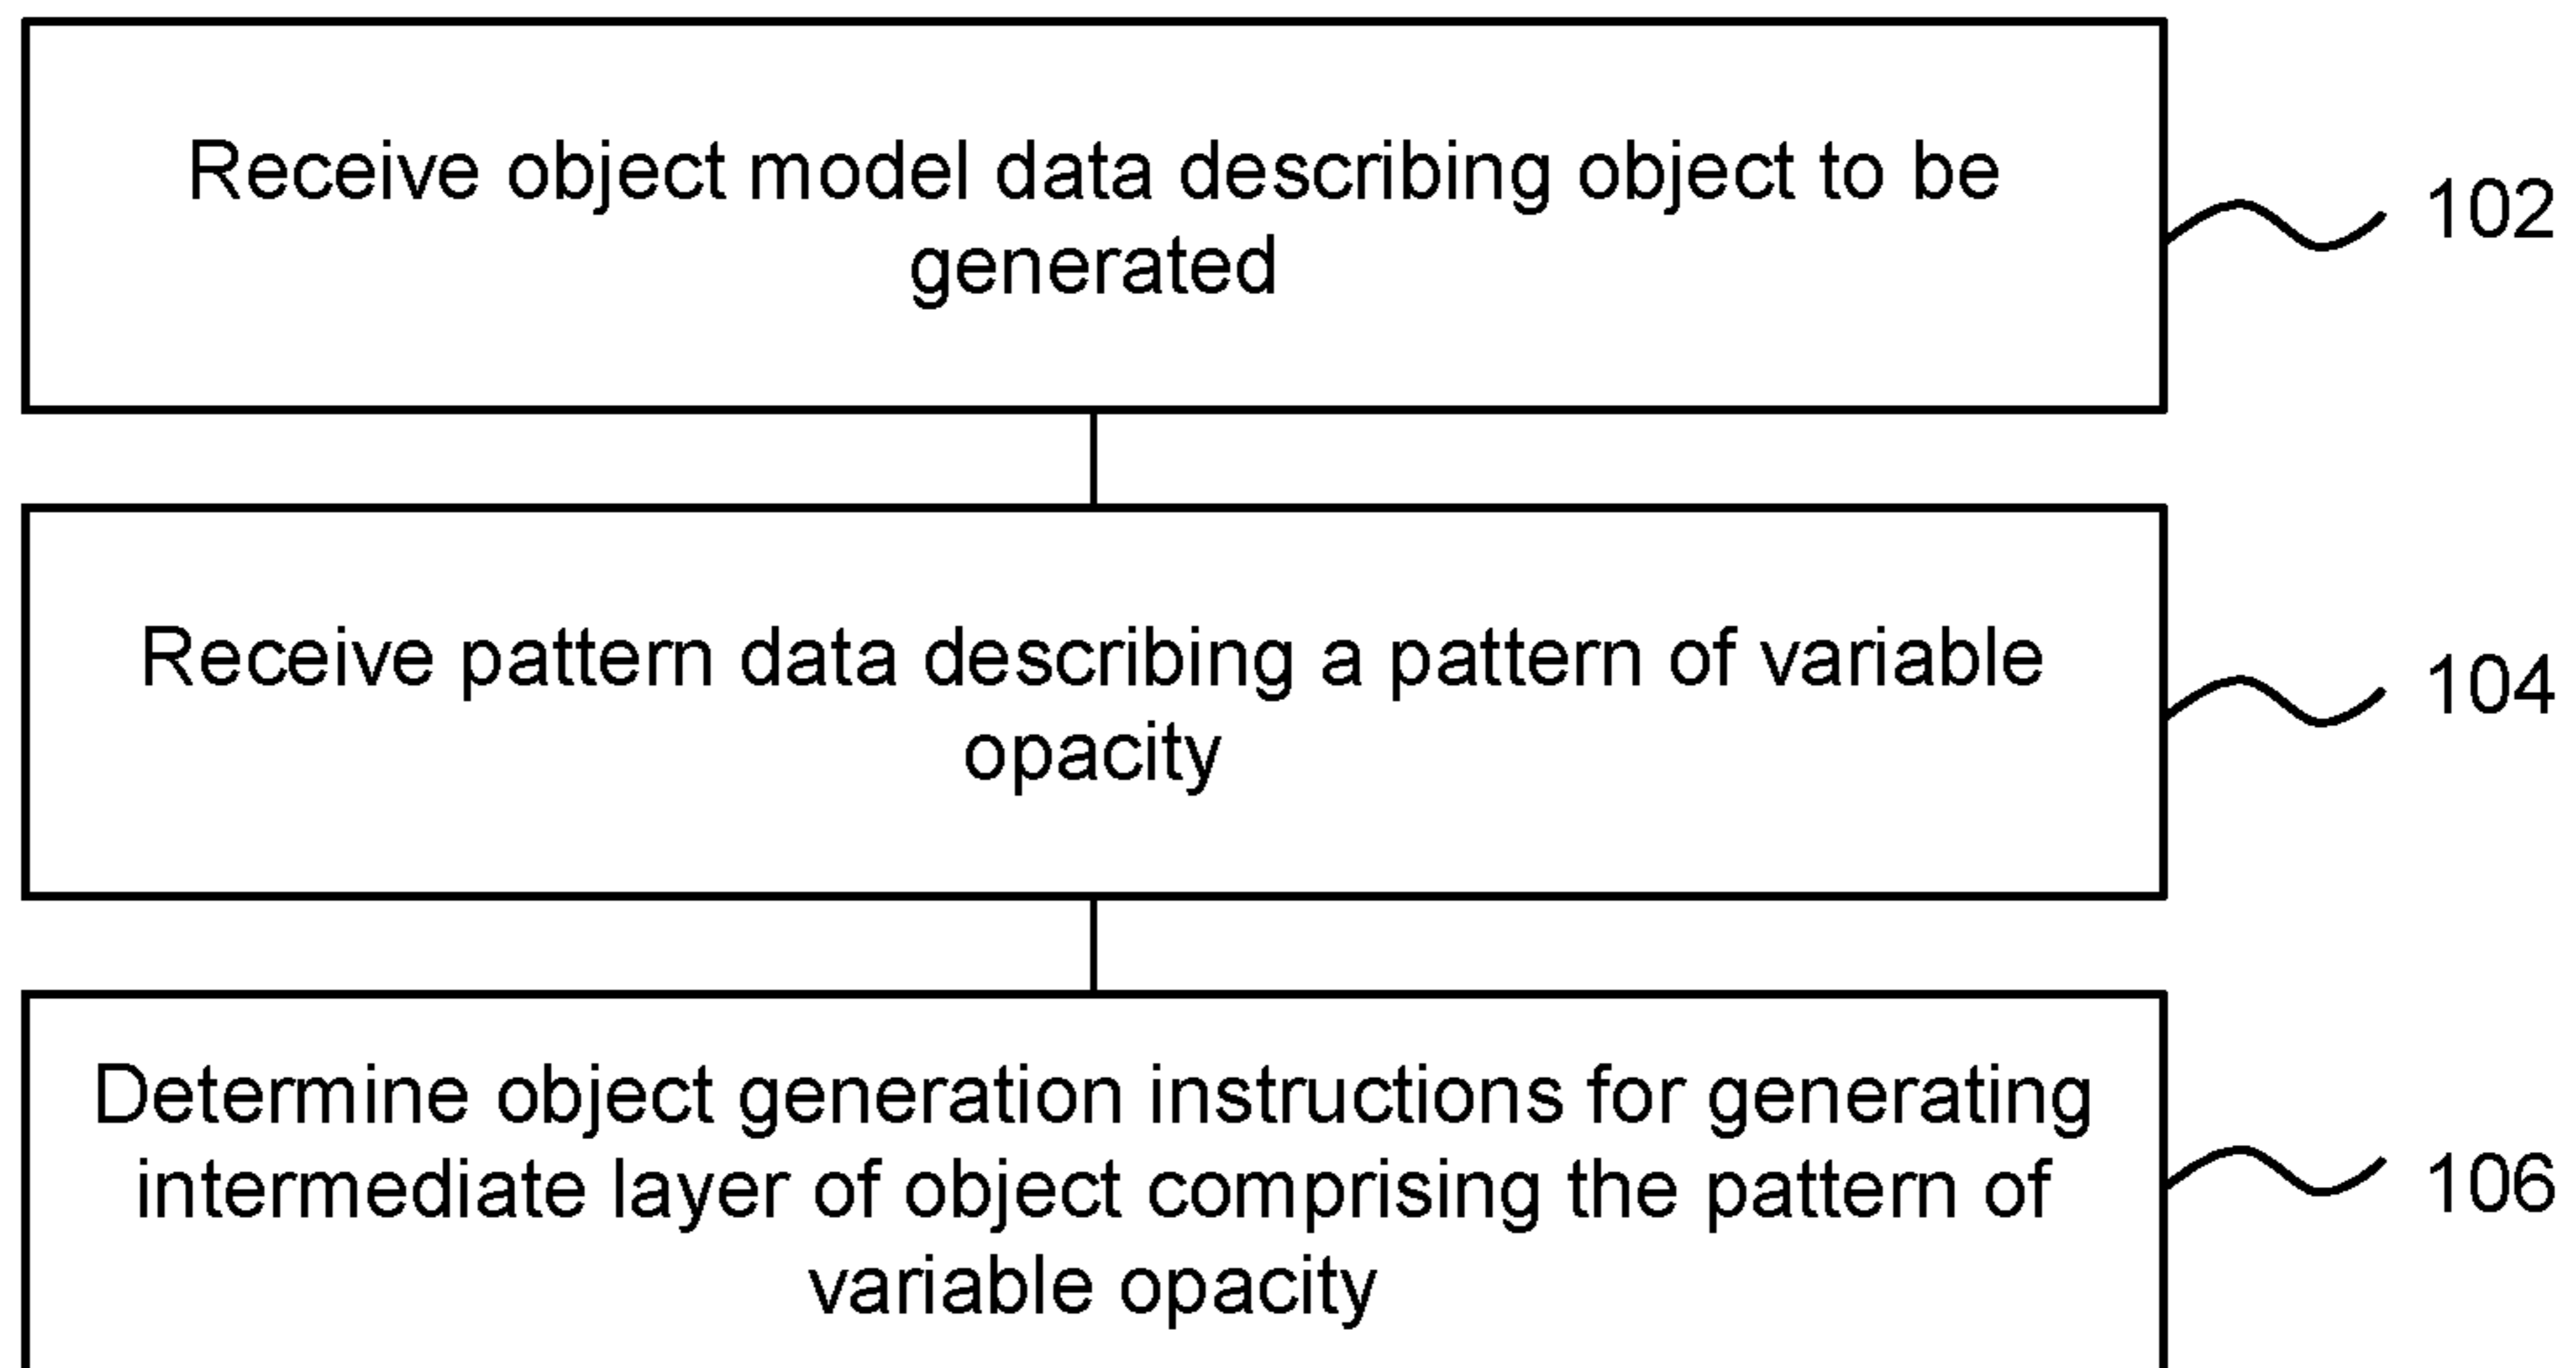 Receive object model data describing object to be
generated
102
Receive pattern data describing a pattern of variable
opacity
104
Determine object generation instructions for generating
intermediate layer of object comprising the pattern of
variable opacity
106